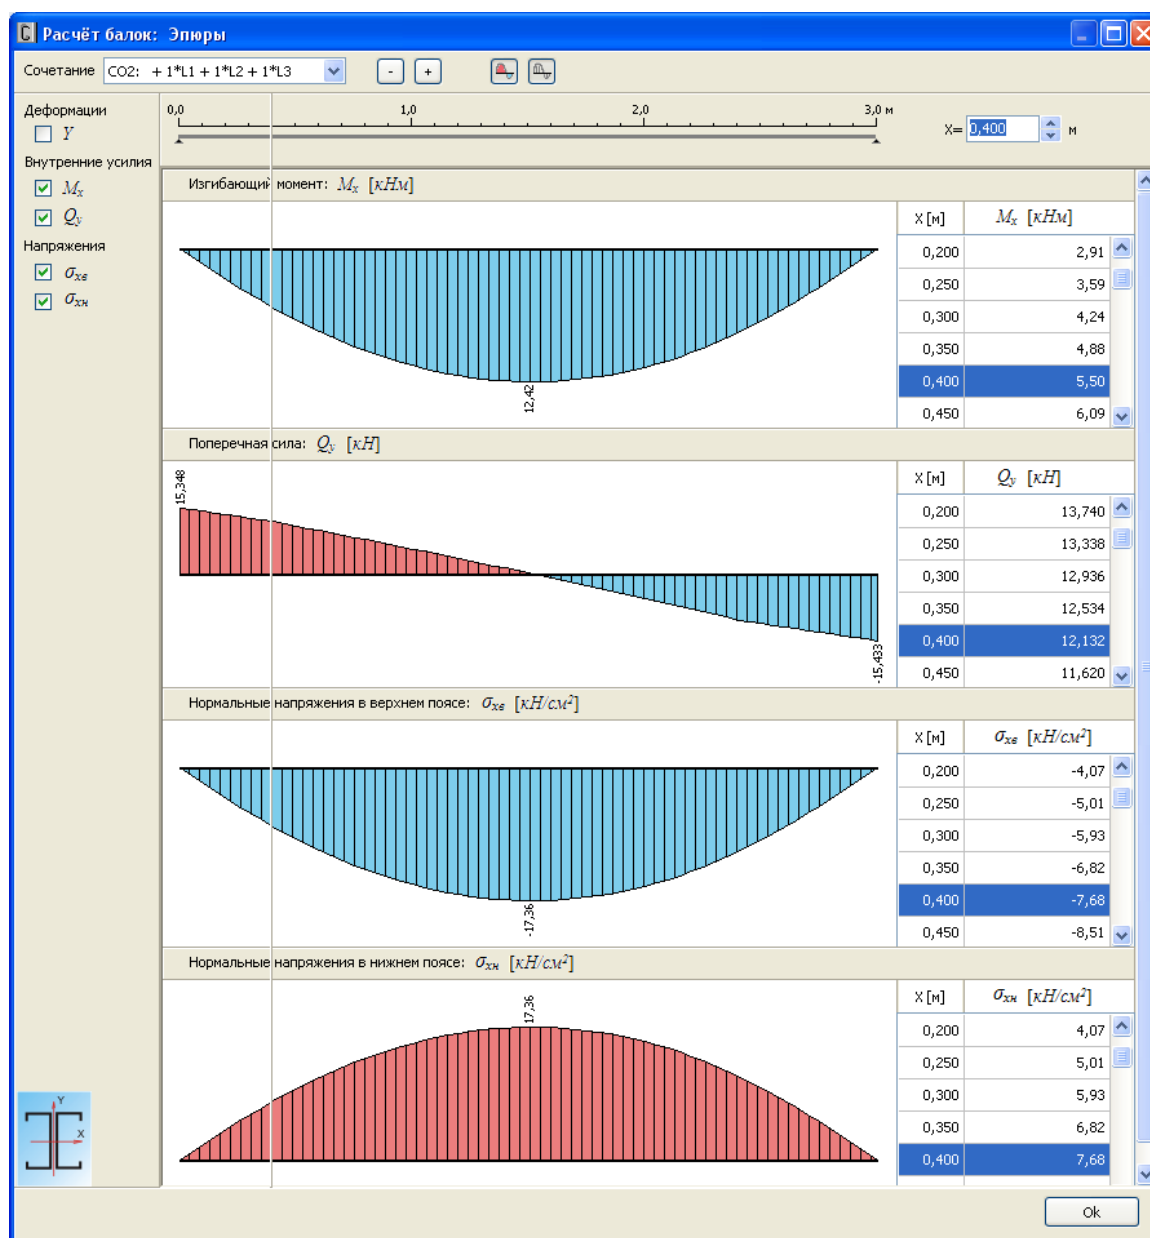 Расчёт балок: Эпюры
Сочетание СО2: + 1*L1 + 1*L2 + 1*L3 - +
Деформации
Y
Внутренние усилия
Mx
Qy
Напряжения
σхв
σхн
0,0 1,0 2,0 3,0 м
X= 0,400 м
Изгибающий момент: Mx [кНм]
12,42
X [м] Mx [кНм]
0,200 2,91
0,250 3,59
0,300 4,24
0,350 4,88
0,400 5,50
0,450 6,09
Поперечная сила: Qy [кН]
15,348
-15,433
X [м] Qy [кН]
0,200 13,740
0,250 13,338
0,300 12,936
0,350 12,534
0,400 12,132
0,450 11,620
Нормальные напряжения в верхнем поясе: σхв [кН/см²]
-17,36
X [м] σхв [кН/см²]
0,200 -4,07
0,250 -5,01
0,300 -5,93
0,350 -6,82
0,400 -7,68
0,450 -8,51
Нормальные напряжения в нижнем поясе: σхн [кН/см²]
17,36
X [м] σхн [кН/см²]
0,200 4,07
0,250 5,01
0,300 5,93
0,350 6,82
0,400 7,68
Y
X
Ok